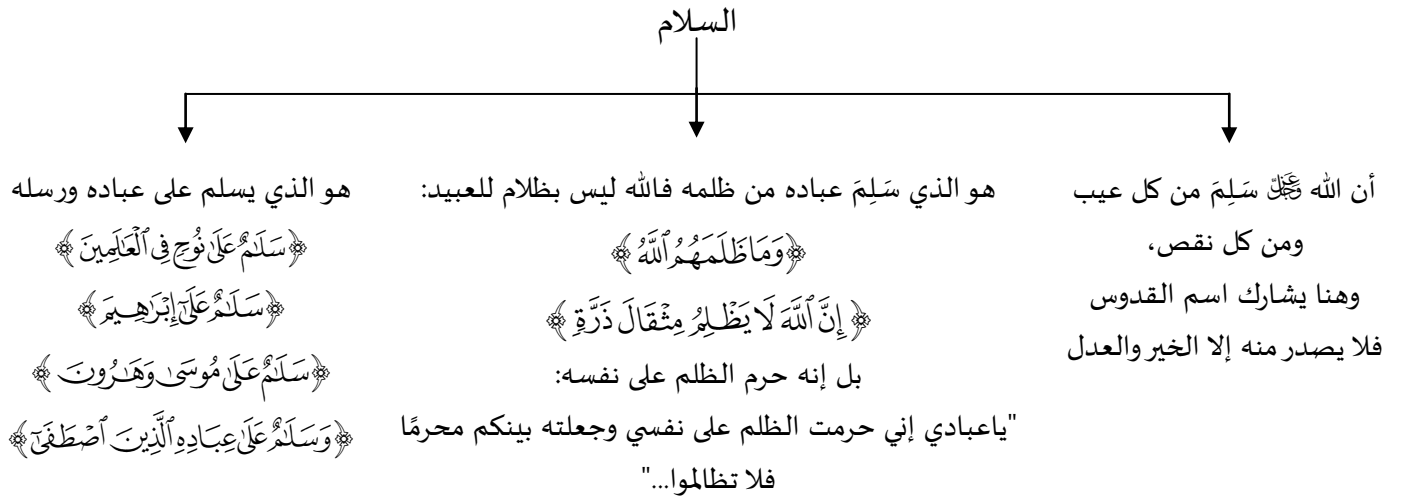 السلام
أن الله ﷻ سَلِمَ من كل عيب
ومن كل نقص،
وهنا يشارك اسم القدوس
فلا يصدر منه إلا الخير والعدل
هو الذي سَلِمَ عباده من ظلمه فالله ليس بظلام للعبيد:
﴿وَمَا ظَلَمَهُمُ ٱللَّهُ﴾
﴿إِنَّ ٱللَّهَ لَا يَظْلِمُ مِثْقَالَ ذَرَّةٍ﴾
بل إنه حرم الظلم على نفسه:
"ياعبادي إني حرمت الظلم على نفسي وجعلته بينكم محرمًا
فلا تظالموا..."
هو الذي يسلم على عباده ورسله
﴿سَلَٰمٌ عَلَىٰ نُوحٍ فِي ٱلْعَٰلَمِينَ﴾
﴿سَلَٰمٌ عَلَىٰٓ إِبْرَٰهِيمَ﴾
﴿سَلَٰمٌ عَلَىٰ مُوسَىٰ وَهَٰرُونَ﴾
﴿وَسَلَٰمٌ عَلَىٰ عِبَادِهِ ٱلَّذِينَ ٱصْطَفَىٰٓ﴾